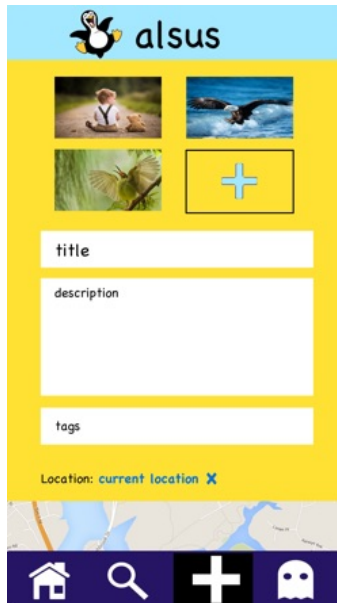 alsus
title
description
tags
Location: current location X